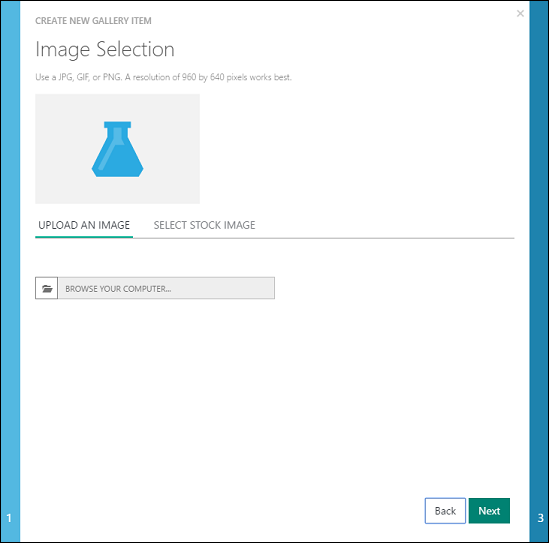 CREATE NEW GALLERY ITEM
×
Image Selection
Use a JPG, GIF, or PNG. A resolution of 960 by 640 pixels works best.
UPLOAD AN IMAGE
SELECT STOCK IMAGE
BROWSE YOUR COMPUTER...
Back
Next
1
3